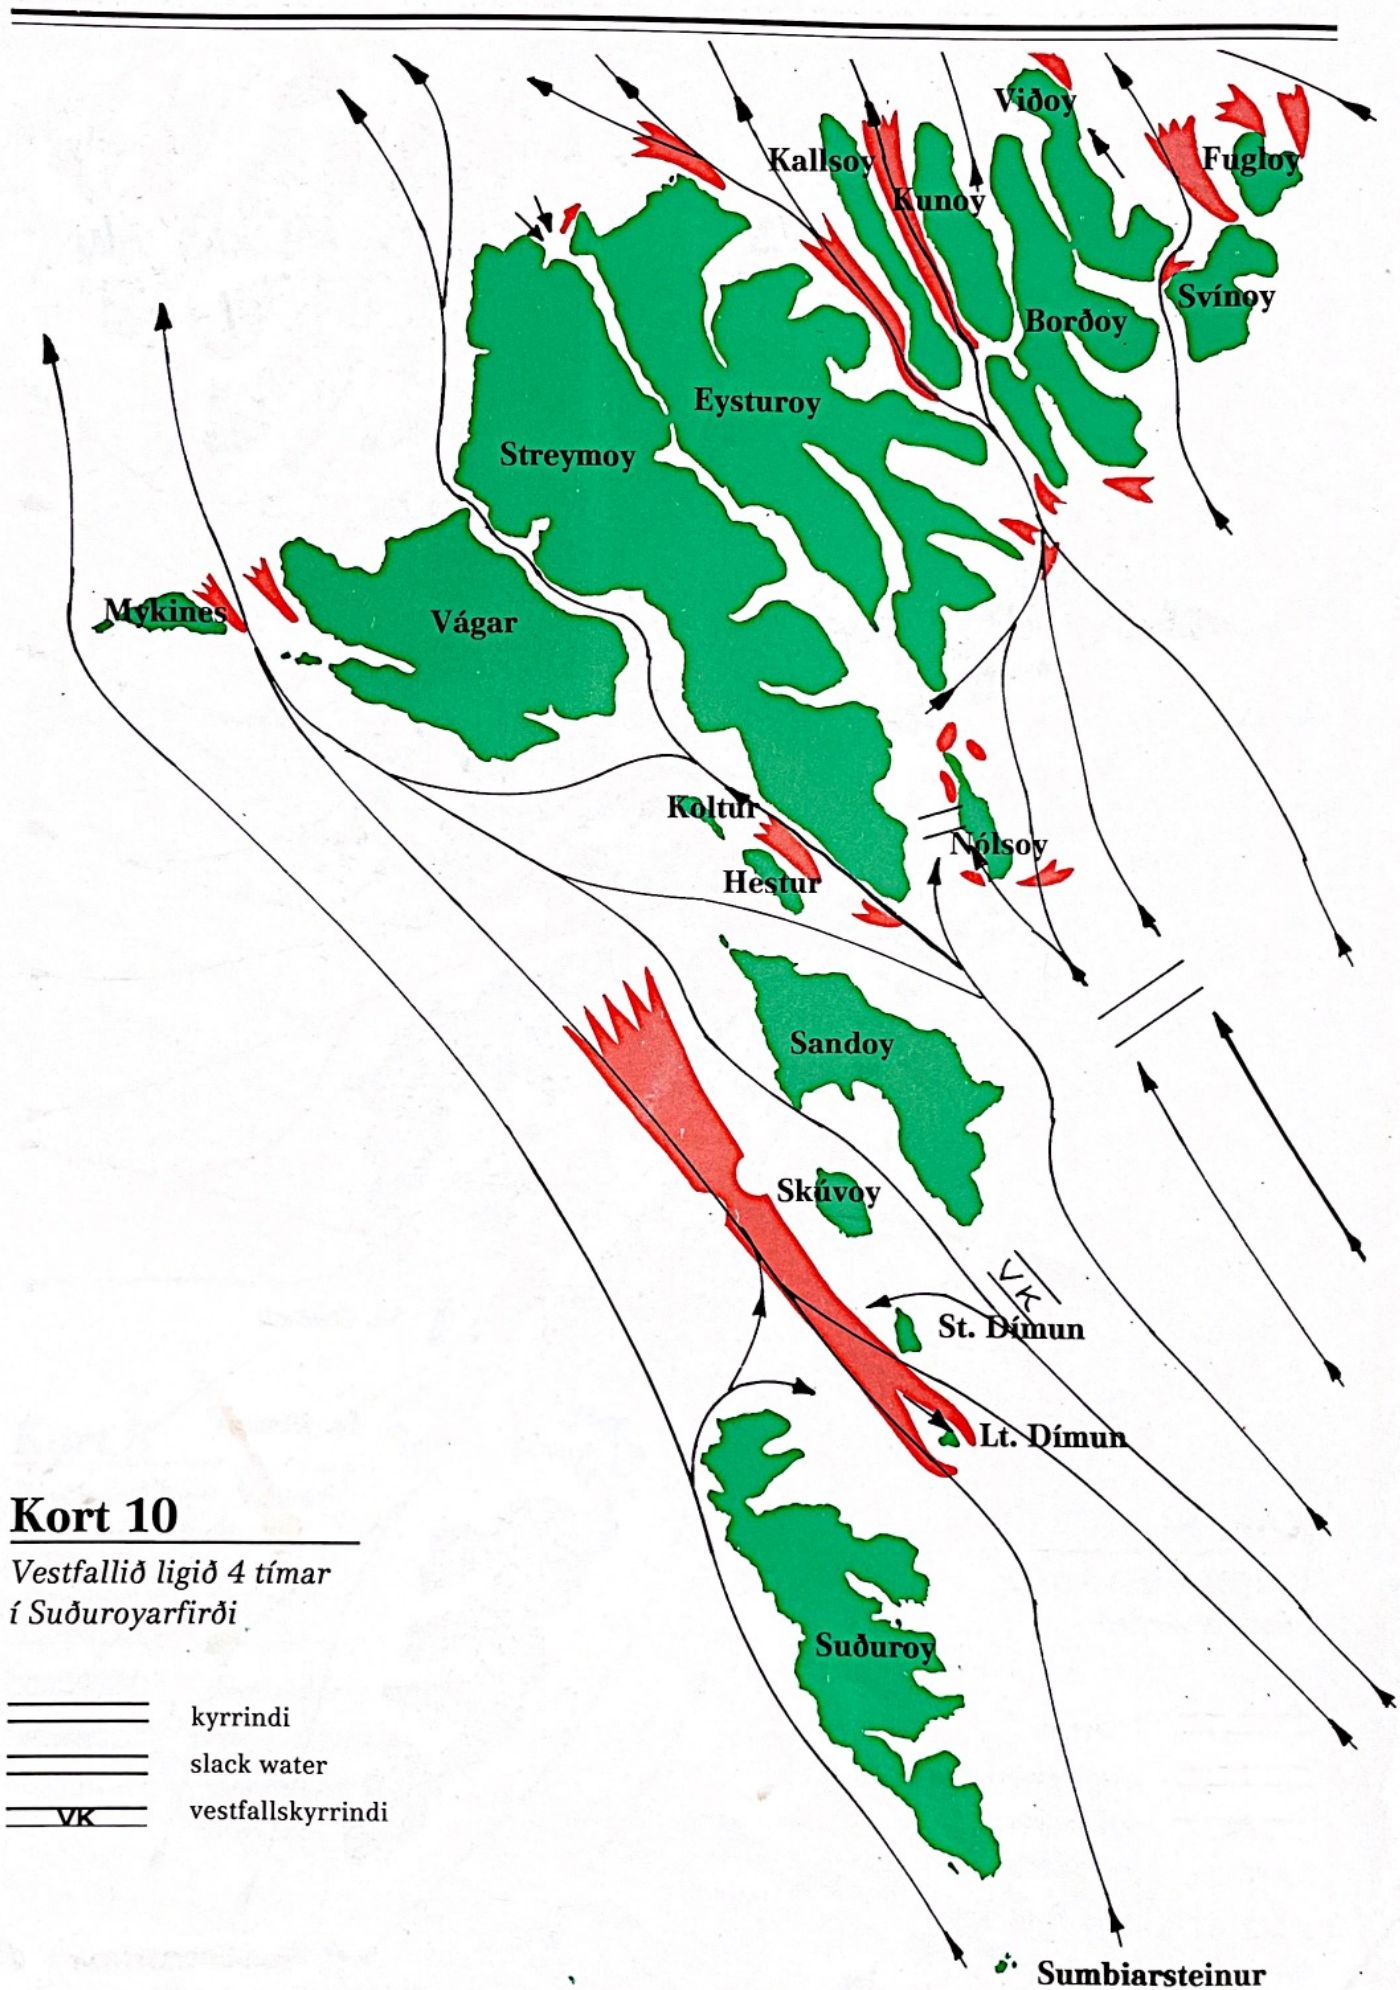 Viðoy
Kallsoy
Fugloy
Kunoy
Svínoy
Borðoy
Eysturoy
Streymoy
Mykines
Vágar
Koltur
Nólsoy
Hestur
Sandoy
Skúvoy
VK
St. Dímun
Lt. Dímun
Kort 10
Vestfallið ligið 4 tímar
í Suðuroyarfirði
Suðuroy
kyrrindi
slack water
VK vestfallskyrrindi
Sumbiarsteinur